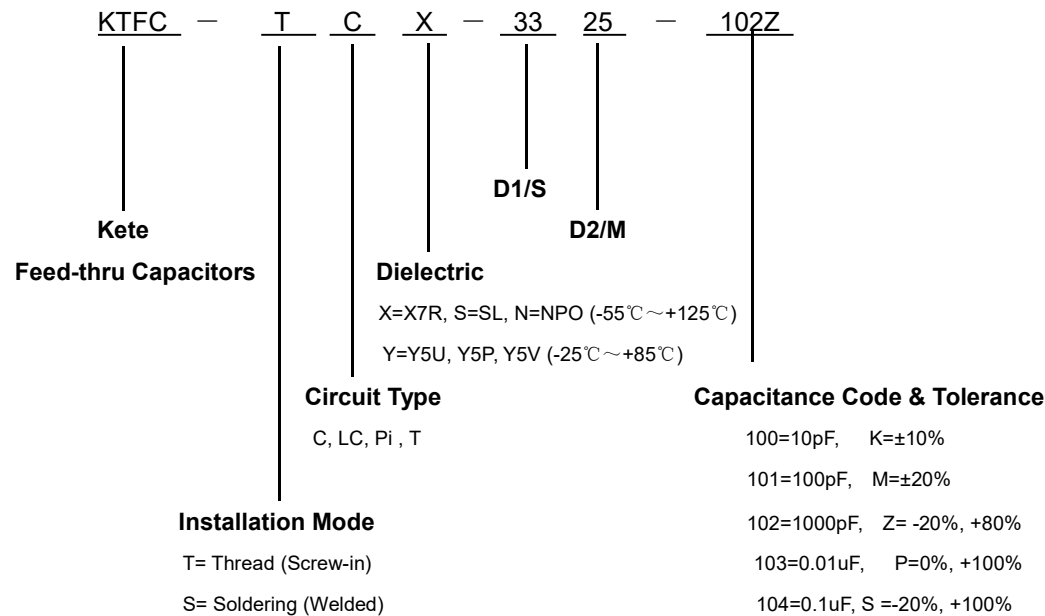 KTFC － T C X － 33 25 － 102Z
D1/S
Kete D2/M
Feed-thru Capacitors Dielectric
X=X7R, S=SL, N=NPO (-55℃～+125℃)
Y=Y5U, Y5P, Y5V (-25℃～+85℃)
Circuit Type Capacitance Code & Tolerance
C, LC, Pi , T 100=10pF, K=±10%
101=100pF, M=±20%
Installation Mode 102=1000pF, Z= -20%, +80%
T= Thread (Screw-in) 103=0.01uF, P=0%, +100%
S= Soldering (Welded) 104=0.1uF, S =-20%, +100%